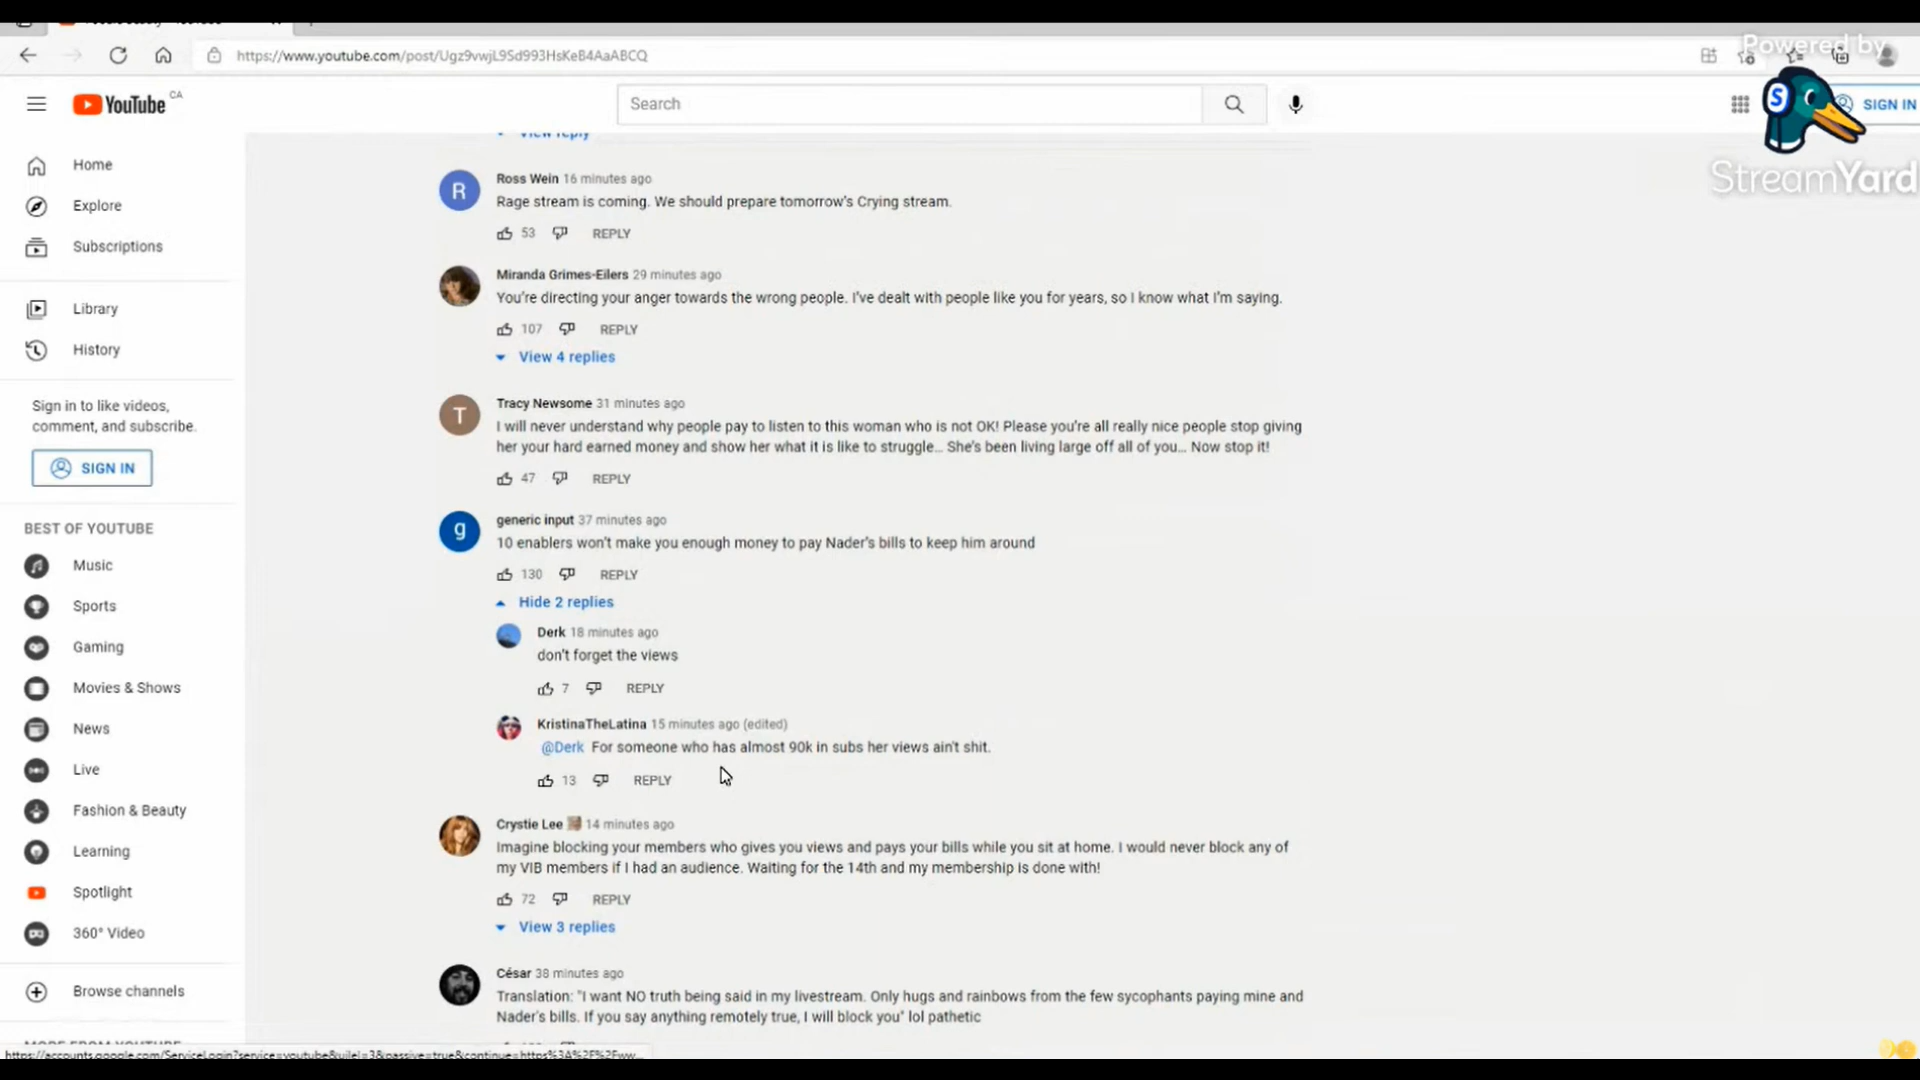 https://www.youtube.com/post/Ugz9vwjL9Sd993HsKeB4AaABCQ
Powered by
StreamYard
YouTube CA
Search
SIGN IN
Home
Explore
Subscriptions
Library
History
Sign in to like videos,
comment, and subscribe.
SIGN IN
BEST OF YOUTUBE
Music
Sports
Gaming
Movies & Shows
News
Live
Fashion & Beauty
Learning
Spotlight
360° Video
Browse channels
View reply
R
Ross Wein 16 minutes ago
Rage stream is coming. We should prepare tomorrow's Crying stream.
53 REPLY
Miranda Grimes-Eilers 29 minutes ago
You're directing your anger towards the wrong people. I've dealt with people like you for years, so I know what I'm saying.
107 REPLY
View 4 replies
T
Tracy Newsome 31 minutes ago
I will never understand why people pay to listen to this woman who is not OK! Please you're all really nice people stop giving
her your hard earned money and show her what it is like to struggle… She's been living large off all of you… Now stop it!
47 REPLY
g
generic input 37 minutes ago
10 enablers won't make you enough money to pay Nader's bills to keep him around
130 REPLY
Hide 2 replies
Derk 18 minutes ago
don't forget the views
7 REPLY
KristinaTheLatina 15 minutes ago (edited)
@Derk For someone who has almost 90k in subs her views ain't shit.
13 REPLY
Crystie Lee 14 minutes ago
Imagine blocking your members who gives you views and pays your bills while you sit at home. I would never block any of
my VIB members if I had an audience. Waiting for the 14th and my membership is done with!
72 REPLY
View 3 replies
César 38 minutes ago
Translation: "I want NO truth being said in my livestream. Only hugs and rainbows from the few sycophants paying mine and
Nader's bills. If you say anything remotely true, I will block you" lol pathetic